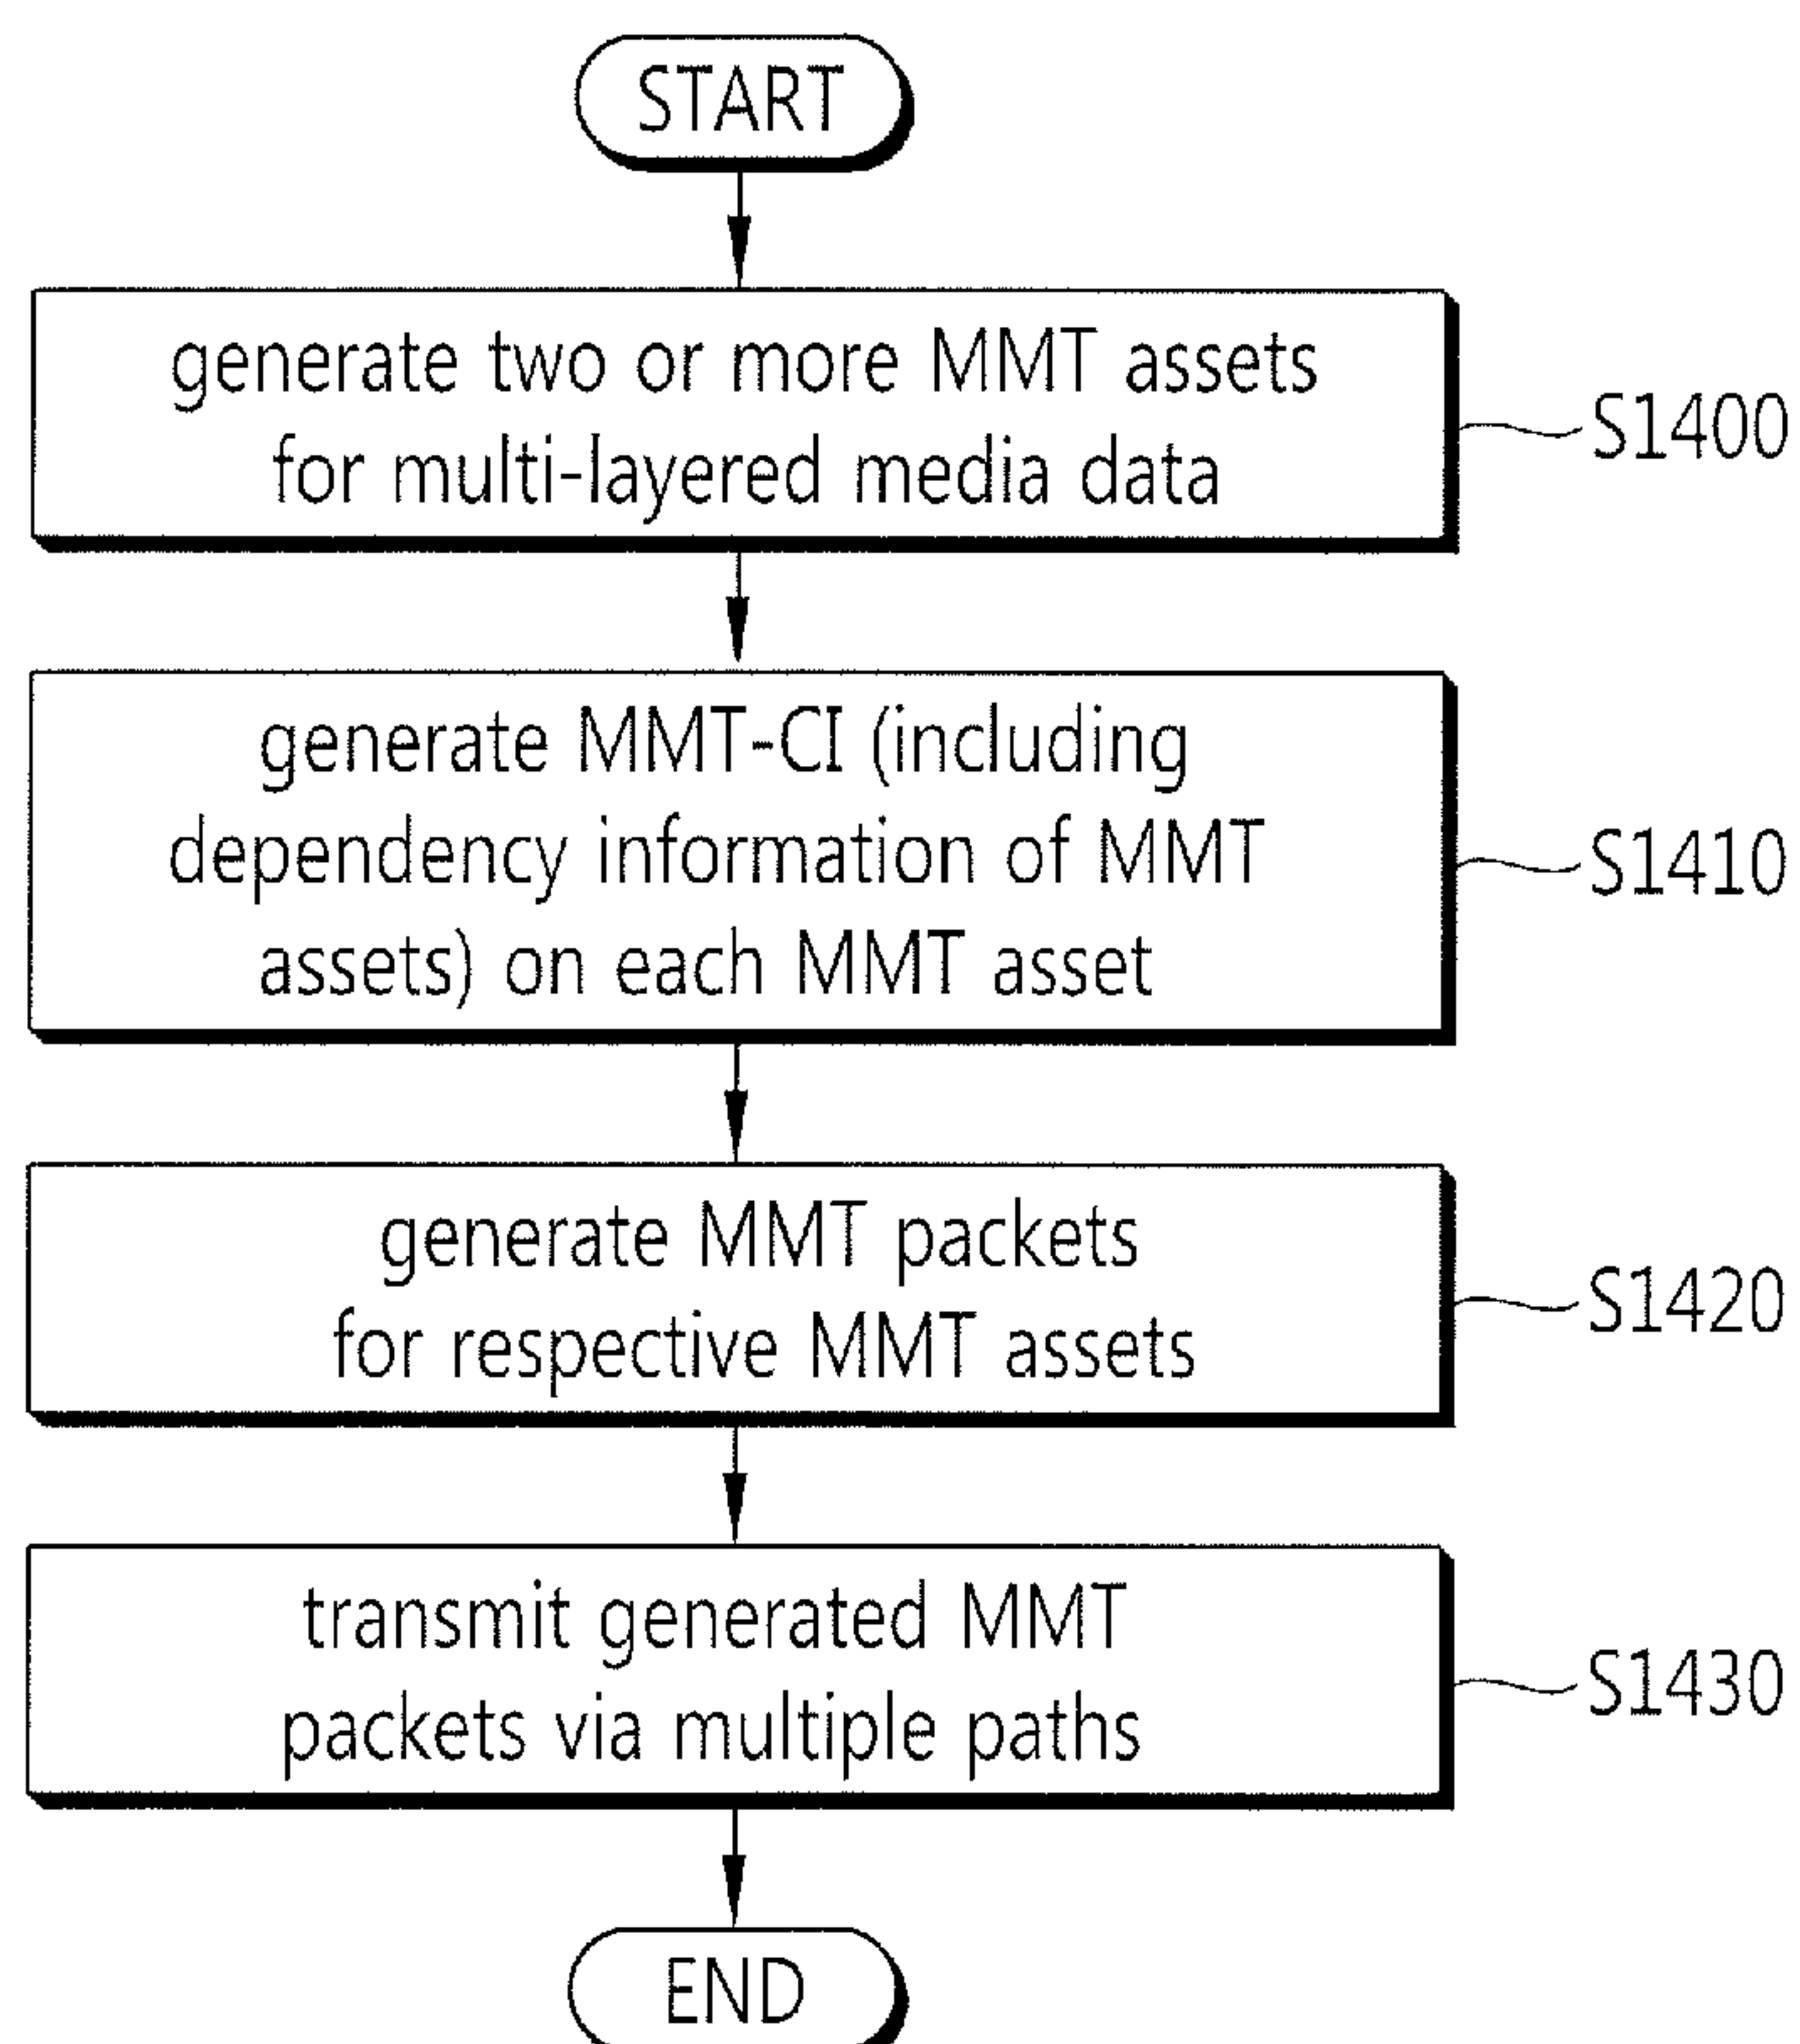 START
generate two or more MMT assets
for multi-layered media data
S1400
generate MMT-CI (including
dependency information of MMT
assets) on each MMT asset
S1410
generate MMT packets
for respective MMT assets
S1420
transmit generated MMT
packets via multiple paths
S1430
END